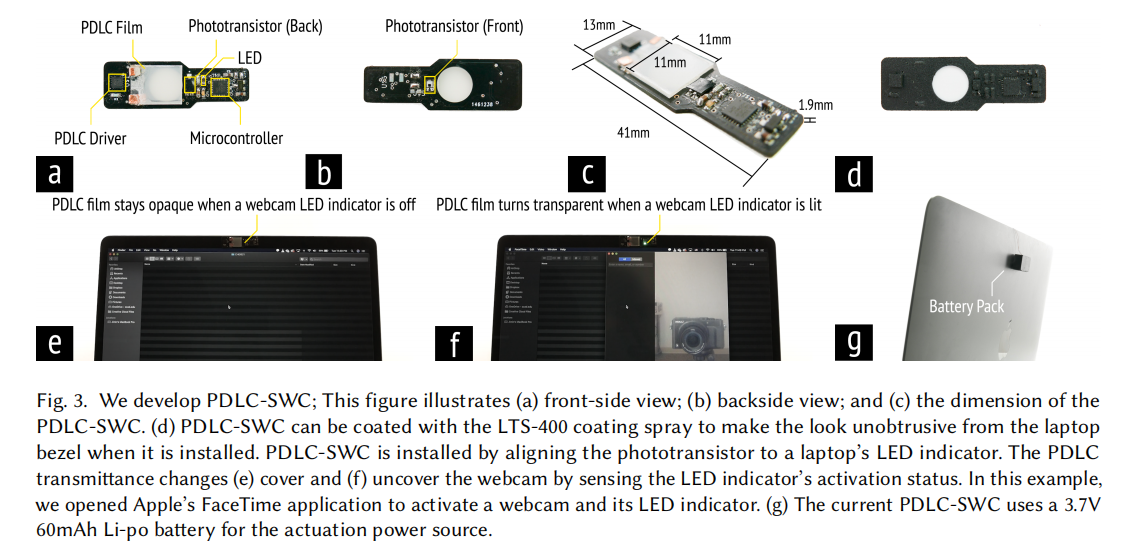 PDLC Film
Phototransistor (Back)
LED
PDLC Driver
Microcontroller
a
Phototransistor (Front)
1461238
b
13mm
11mm
11mm
1.9mm
41mm
c
d
PDLC film stays opaque when a webcam LED indicator is off
e
PDLC film turns transparent when a webcam LED indicator is lit
f
Battery Pack
g
Fig. 3. We develop PDLC-SWC; This figure illustrates (a) front-side view; (b) backside view; and (c) the dimension of the
PDLC-SWC. (d) PDLC-SWC can be coated with the LTS-400 coating spray to make the look unobtrusive from the laptop
bezel when it is installed. PDLC-SWC is installed by aligning the phototransistor to a laptop's LED indicator. The PDLC
transmittance changes (e) cover and (f) uncover the webcam by sensing the LED indicator's activation status. In this example,
we opened Apple's FaceTime application to activate a webcam and its LED indicator. (g) The current PDLC-SWC uses a 3.7V
60mAh Li-po battery for the actuation power source.